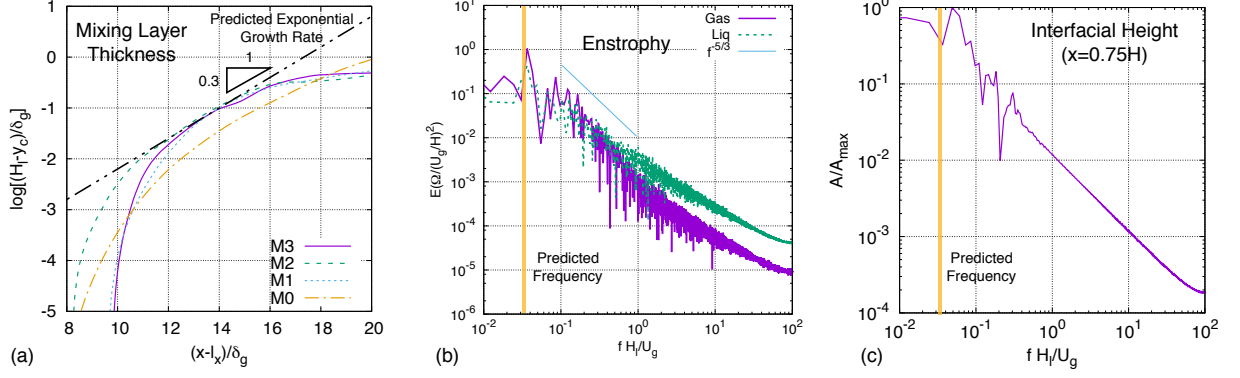 Mixing Layer
Thickness
Predicted Exponential
Growth Rate
1
0.3
log[(H_l-y_c)/δ_g]
1
0
-1
-2
-3
-4
-5
M3
M2
M1
M0
8 10 12 14 16 18 20
(x-l_x)/δ_g
(a)
Enstrophy
Gas
Liq
f^-5/3
E(Ω/(U_g/H)^2)
10^2
10^1
10^0
10^-1
10^-2
10^-3
10^-4
10^-5
10^-6
Predicted
Frequency
10^-2 10^-1 10^0 10^1 10^2
f H_l/U_g
(b)
Interfacial Height
(x=0.75H)
A/A_max
10^0
10^-1
10^-2
10^-3
10^-4
Predicted
Frequency
10^-2 10^-1 10^0 10^1 10^2
f H_l/U_g
(c)